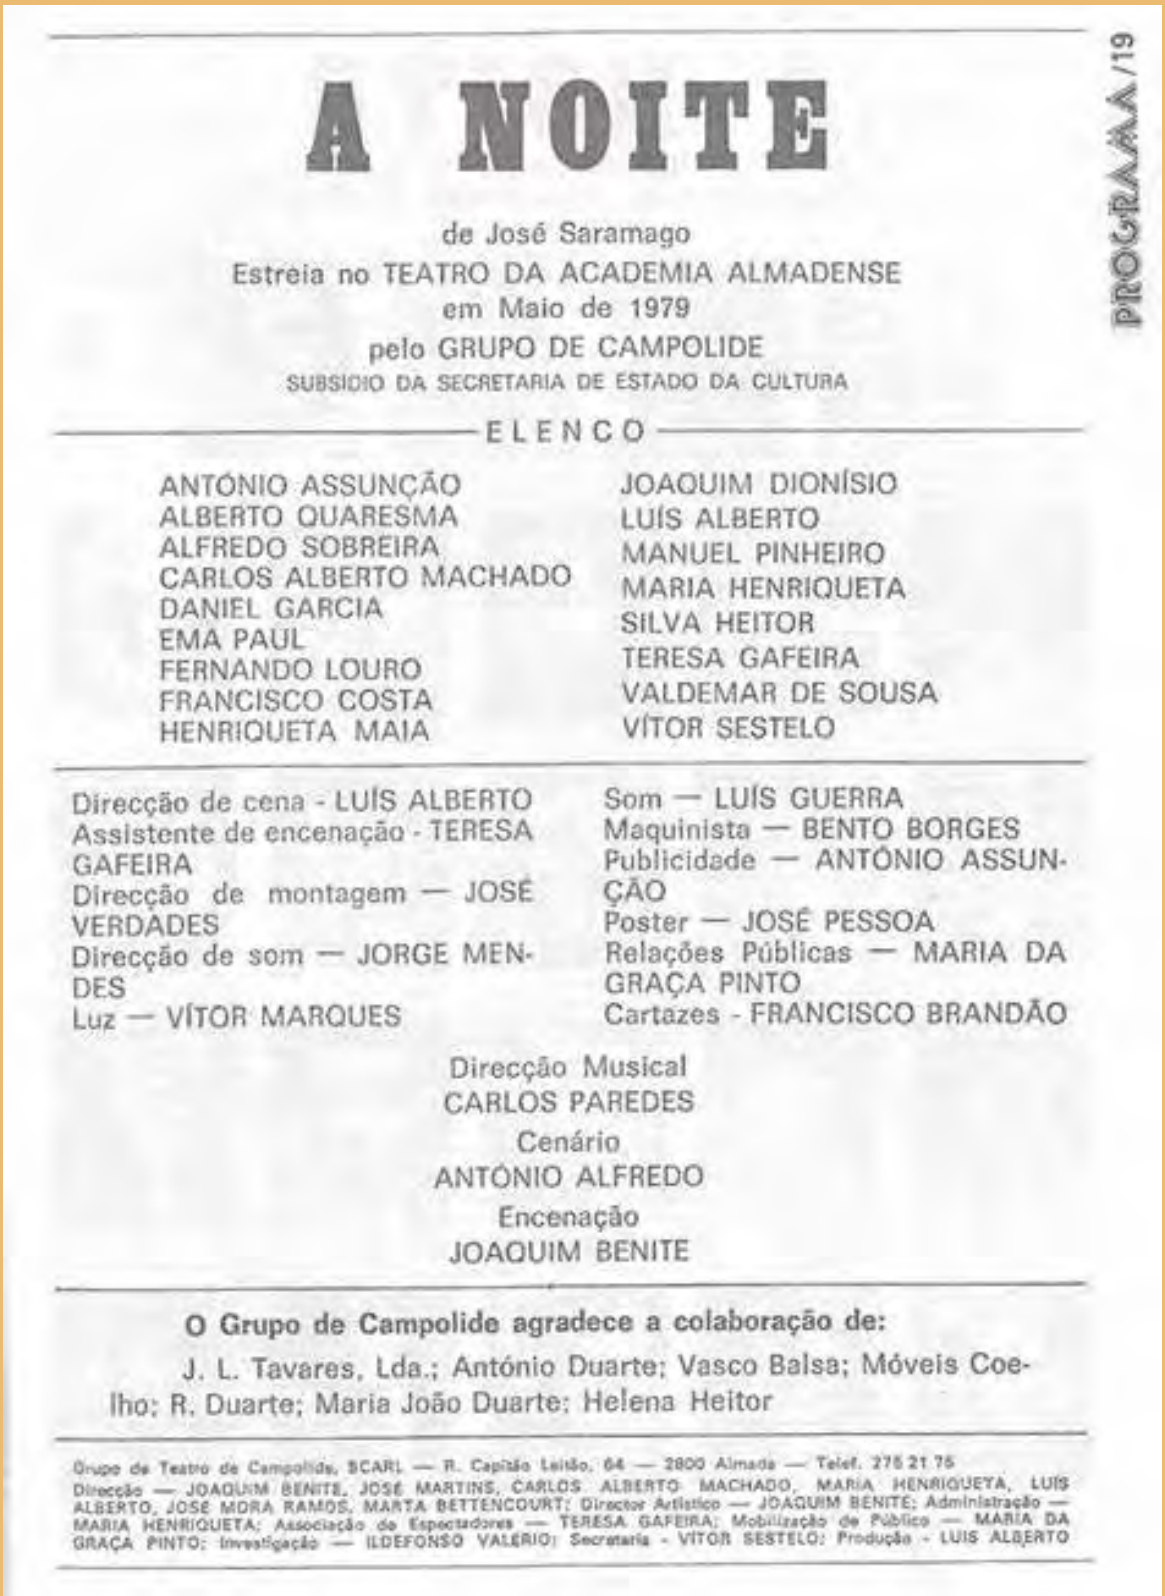 PROGRAMA/19
A NOITE
de José Saramago
Estreia no TEATRO DA ACADEMIA ALMADENSE
em Maio de 1979
pelo GRUPO DE CAMPOLIDE
SUBSÍDIO DA SECRETARIA DE ESTADO DA CULTURA
ELENCO
ANTÓNIO ASSUNÇÃO
ALBERTO QUARESMA
ALFREDO SOBREIRA
CARLOS ALBERTO MACHADO
DANIEL GARCIA
EMA PAUL
FERNANDO LOURO
FRANCISCO COSTA
HENRIQUETA MAIA
JOAQUIM DIONÍSIO
LUÍS ALBERTO
MANUEL PINHEIRO
MARIA HENRIQUETA
SILVA HEITOR
TERESA GAFEIRA
VALDEMAR DE SOUSA
VÍTOR SESTELO
Direcção de cena - LUÍS ALBERTO
Assistente de encenação - TERESA
GAFEIRA
Direcção de montagem — JOSÉ
VERDADES
Direcção de som — JORGE MEN-
DES
Luz — VÍTOR MARQUES
Som — LUÍS GUERRA
Maquinista — BENTO BORGES
Publicidade — ANTÓNIO ASSUN-
ÇÃO
Poster — JOSÉ PESSOA
Relações Públicas — MARIA DA
GRAÇA PINTO
Cartazes - FRANCISCO BRANDÃO
Direcção Musical
CARLOS PAREDES
Cenário
ANTÓNIO ALFREDO
Encenação
JOAQUIM BENITE
O Grupo de Campolide agradece a colaboração de:
J. L. Tavares, Lda.; António Duarte; Vasco Balsa; Móveis Coe-
lho; R. Duarte; Maria João Duarte; Helena Heitor
Grupo de Teatro de Campolide, SCARL — R. Capitão Leitão, 64 — 2800 Almada — Telef. 276 21 75
Direcção — JOAQUIM BENITE, JOSÉ MARTINS, CARLOS ALBERTO MACHADO, MARIA HENRIQUETA, LUÍS
ALBERTO, JOSÉ MORA RAMOS, MARTA BETTENCOURT; Director Artístico — JOAQUIM BENITE; Administração —
MARIA HENRIQUETA; Associação de Espectadores — TERESA GAFEIRA; Mobilização de Público — MARIA DA
GRAÇA PINTO; Investigação — ILDEFONSO VALÉRIO; Secretaria - VÍTOR SESTELO; Produção - LUÍS ALBERTO